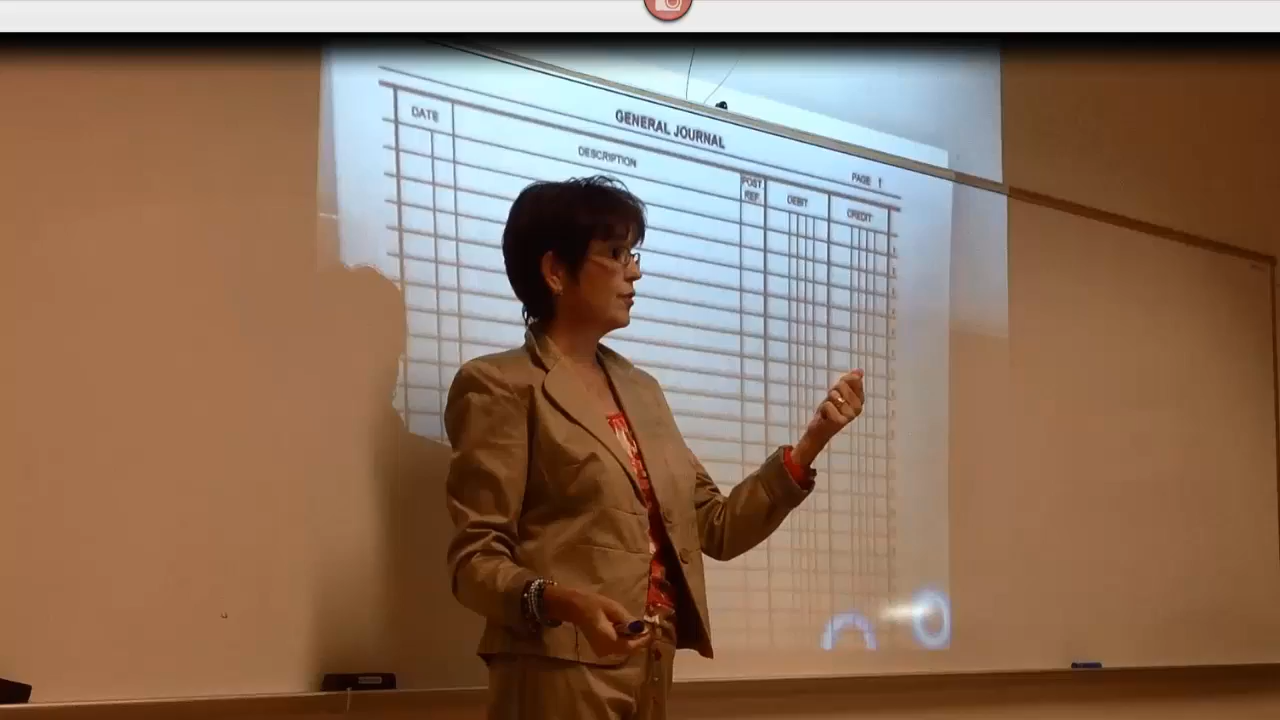 GENERAL JOURNAL
PAGE 1
DATE
DESCRIPTION
POST
REF
DEBIT
CREDIT